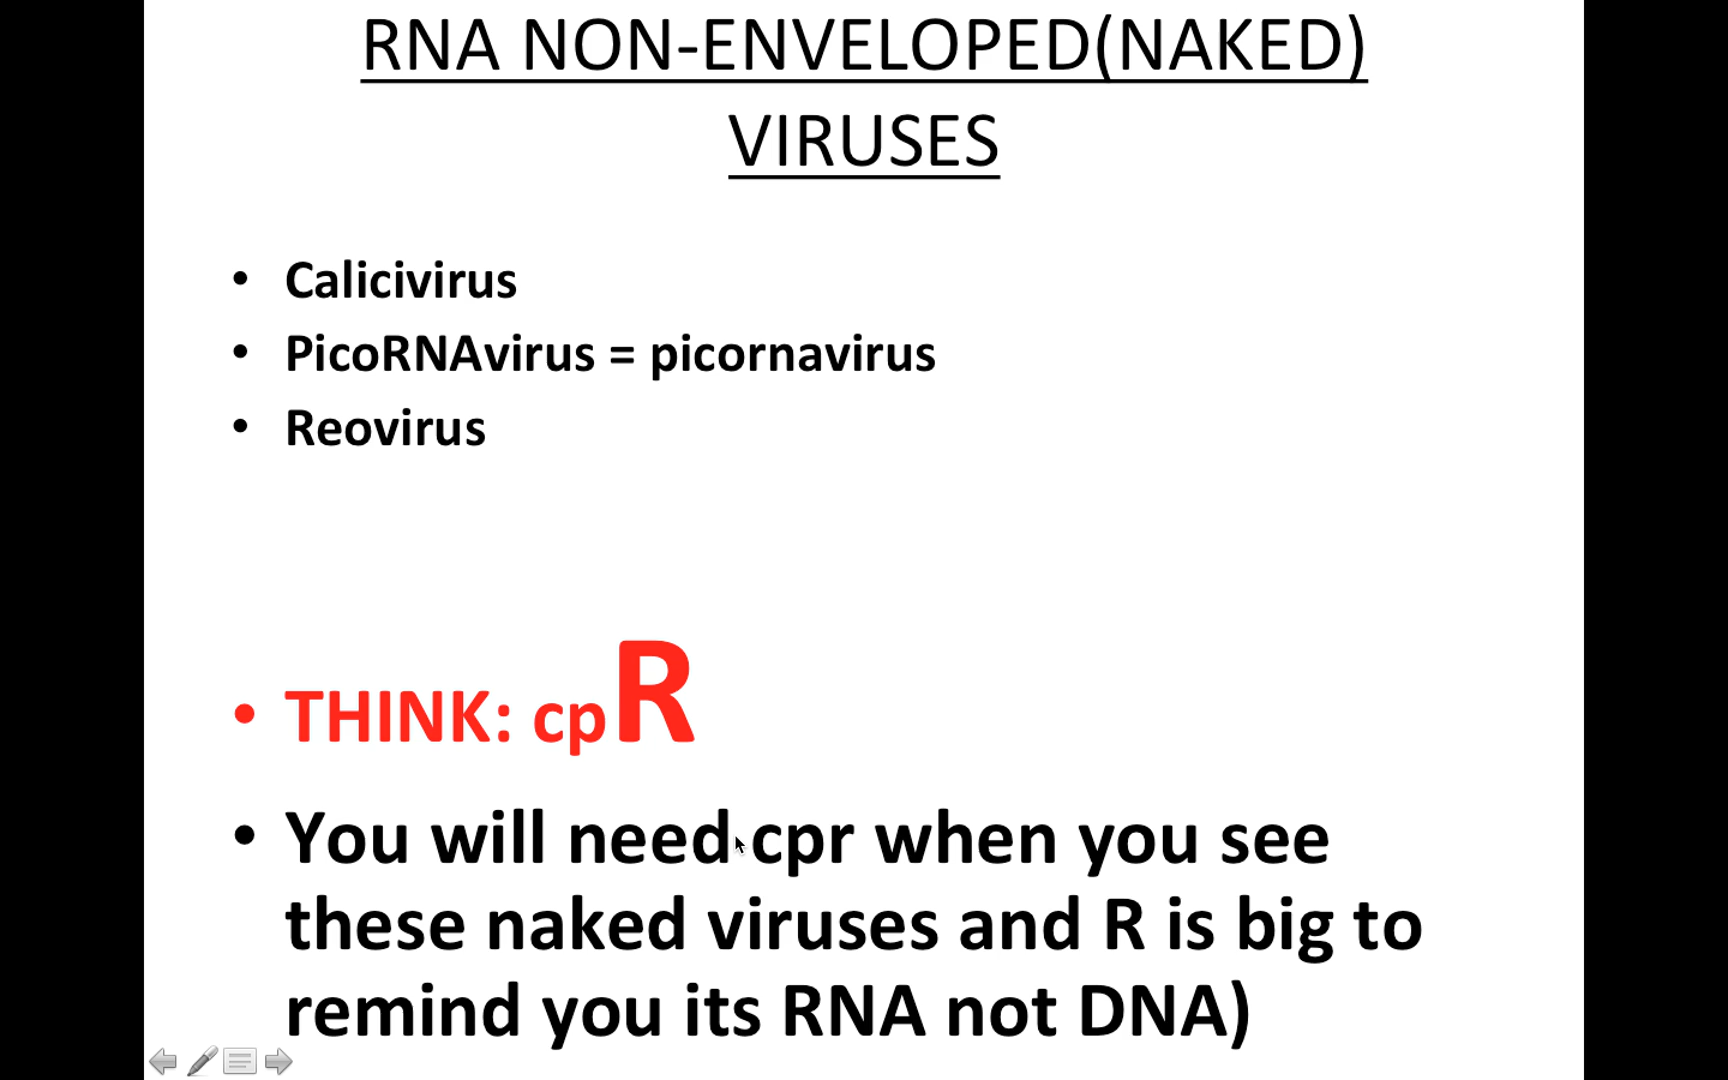 RNA NON-ENVELOPED(NAKED)
VIRUSES
• Calicivirus
• PicoRNAvirus = picornavirus
• Reovirus
• THINK: cpR
• You will need cpr when you see
these naked viruses and R is big to
remind you its RNA not DNA)